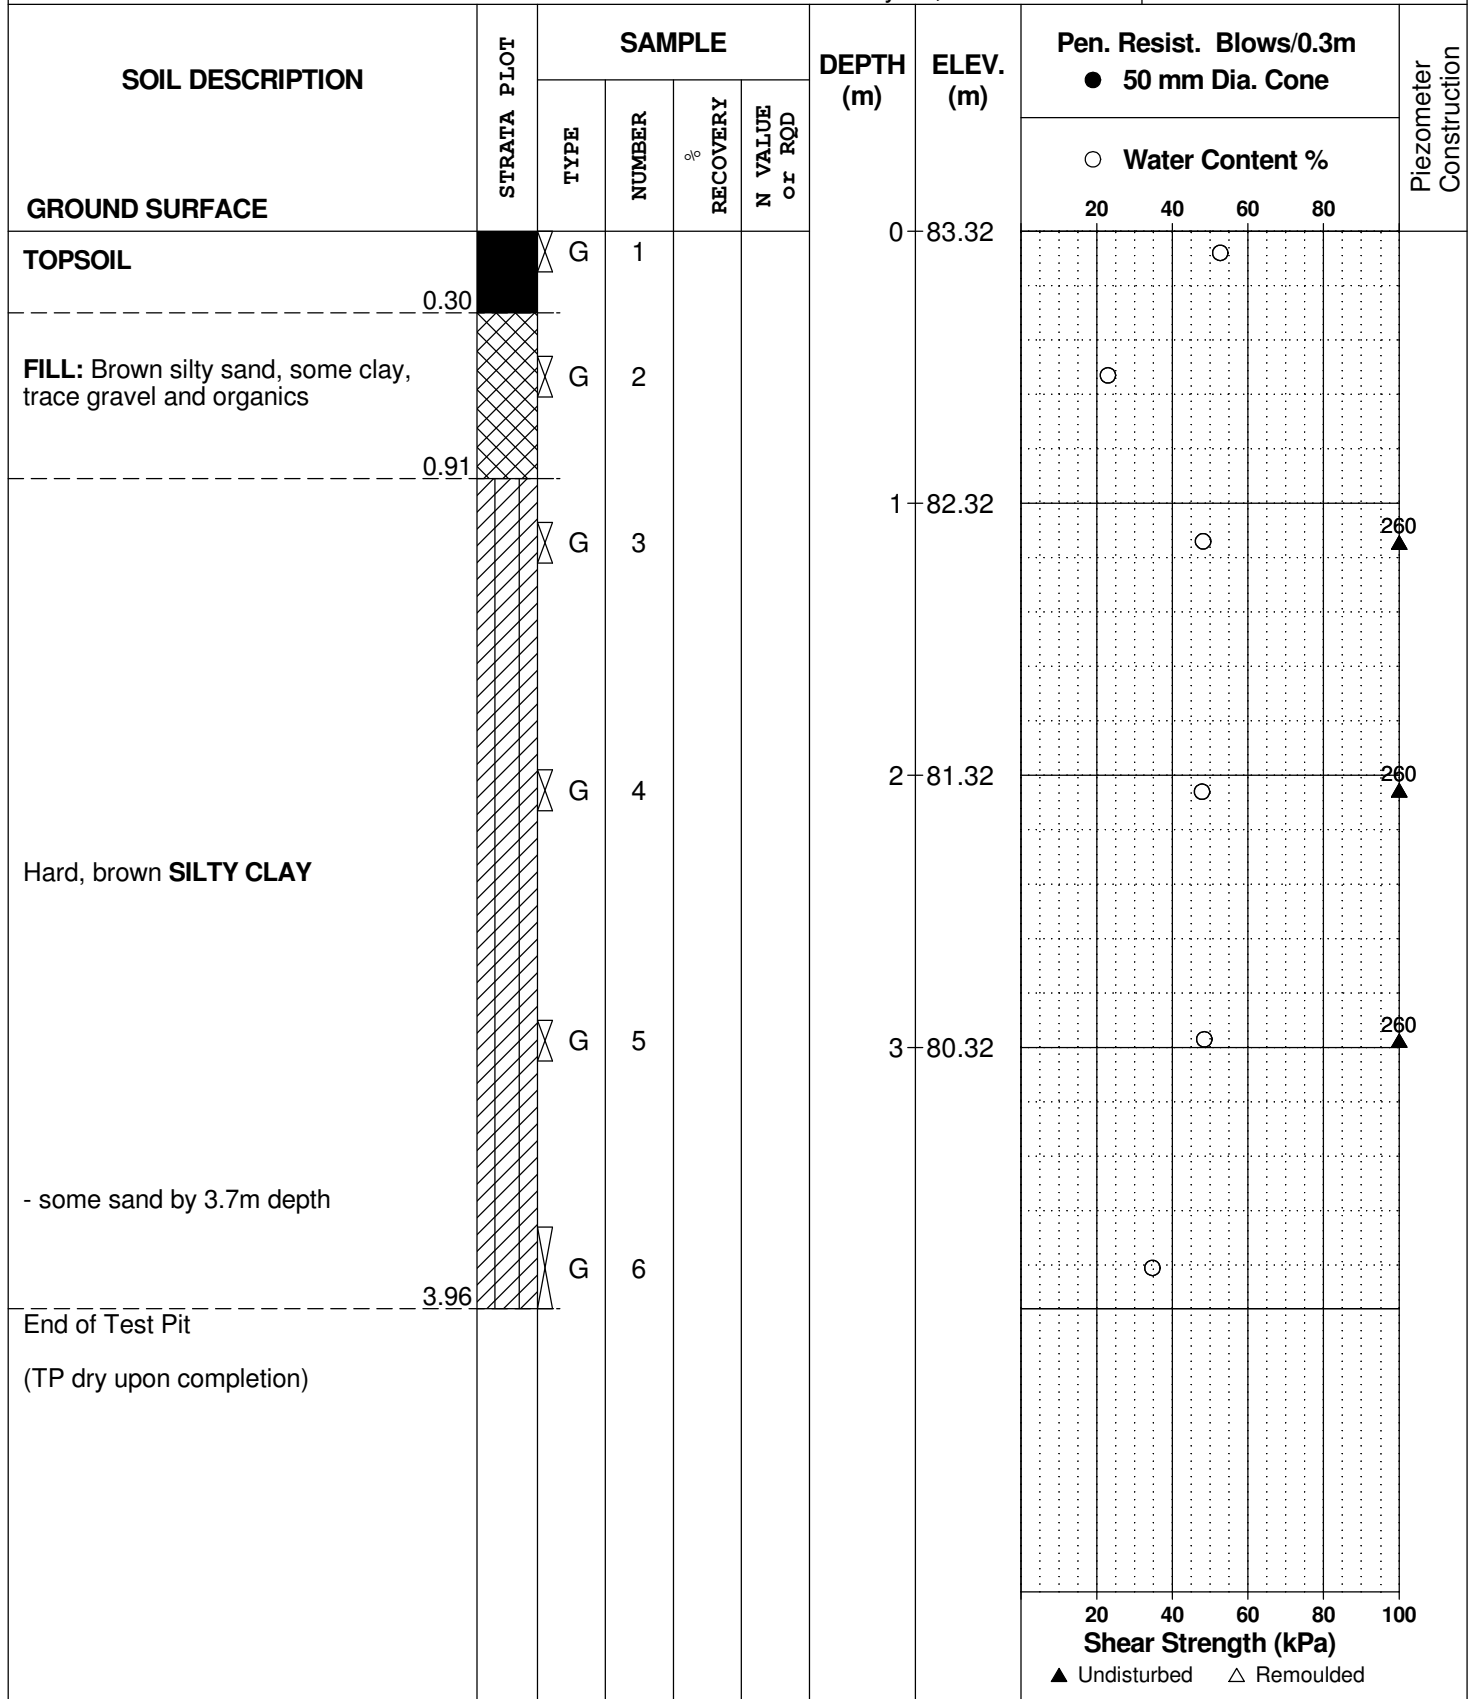 SOIL DESCRIPTION
GROUND SURFACE
STRATA PLOT
SAMPLE
TYPE
NUMBER
%
RECOVERY
N VALUE
or RQD
DEPTH
(m)
ELEV.
(m)
Pen. Resist. Blows/0.3m
● 50 mm Dia. Cone
○ Water Content %
20 40 60 80
Piezometer
Construction
TOPSOIL
0.30
G 1
0 83.32
FILL: Brown silty sand, some clay,
trace gravel and organics
0.91
G 2
1 82.32
G 3
260
2 81.32
G 4
260
Hard, brown SILTY CLAY
G 5
260
3 80.32
- some sand by 3.7m depth
G 6
3.96
End of Test Pit
(TP dry upon completion)
20 40 60 80 100
Shear Strength (kPa)
▲ Undisturbed △ Remoulded